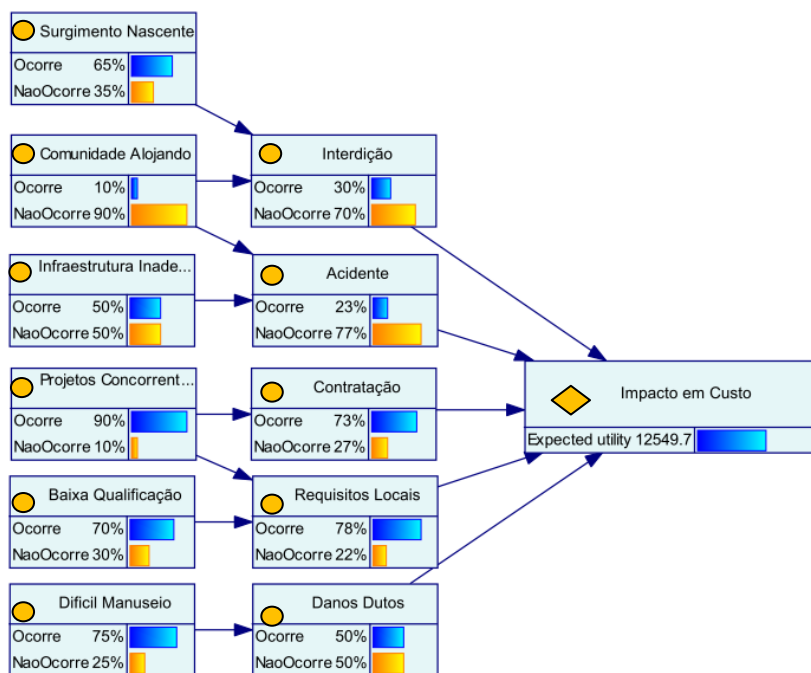 Surgimento Nascente
Ocorre 65%
NaoOcorre 35%
Comunidade Alojando
Ocorre 10%
NaoOcorre 90%
Interdição
Ocorre 30%
NaoOcorre 70%
Infraestrutura Inade...
Ocorre 50%
NaoOcorre 50%
Acidente
Ocorre 23%
NaoOcorre 77%
Projetos Concorrent...
Ocorre 90%
NaoOcorre 10%
Contratação
Ocorre 73%
NaoOcorre 27%
Impacto em Custo
Expected utility 12549.7
Baixa Qualificação
Ocorre 70%
NaoOcorre 30%
Requisitos Locais
Ocorre 78%
NaoOcorre 22%
Dificil Manuseio
Ocorre 75%
NaoOcorre 25%
Danos Dutos
Ocorre 50%
NaoOcorre 50%